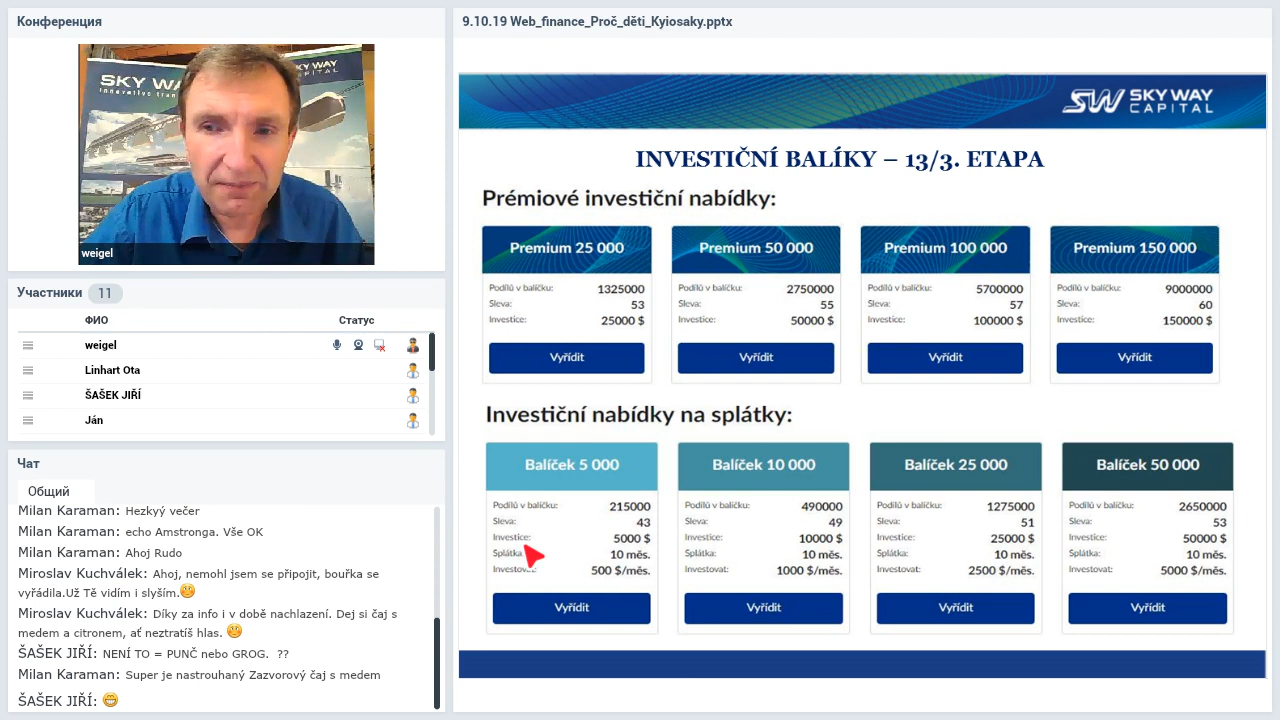 Конференция
SKY WAY
CAPITAL
weigel
Участники 11
ФИО Статус
weigel
Linhart Ota
ŠAŠEK JIŘÍ
Ján
Чат
Общий
Milan Karaman: Hezkyý večer
Milan Karaman: echo Amstronga. Vše OK
Milan Karaman: Ahoj Rudo
Miroslav Kuchválek: Ahoj, nemohl jsem se připojit, bouřka se
vyřádila.Už Tě vidím i slyším.
Miroslav Kuchválek: Díky za info i v době nachlazení. Dej si čaj s
medem a citronem, ať neztratíš hlas.
ŠAŠEK JIŘÍ: NENÍ TO = PUNČ nebo GROG. ??
Milan Karaman: Super je nastrouhaný Zazvorový čaj s medem
ŠAŠEK JIŘÍ:
9.10.19 Web_finance_Proč_děti_Kyiosaky.pptx
SW SKY WAY
CAPITAL
INVESTIČNÍ BALÍKY – 13/3. ETAPA
Prémiové investiční nabídky:
Premium 25 000
Podílů v balíčku: 1325000
Sleva: 53
Investice: 25000 $
Vyřídit
Premium 50 000
Podílů v balíčku: 2750000
Sleva: 55
Investice: 50000 $
Vyřídit
Premium 100 000
Podílů v balíčku: 5700000
Sleva: 57
Investice: 100000 $
Vyřídit
Premium 150 000
Podílů v balíčku: 9000000
Sleva: 60
Investice: 150000 $
Vyřídit
Investiční nabídky na splátky:
Balíček 5 000
Podílů v balíčku: 215000
Sleva: 43
Investice: 5000 $
Splátka 10 měs.
Investovat: 500 $/měs.
Vyřídit
Balíček 10 000
Podílů v balíčku: 490000
Sleva: 49
Investice: 10000 $
Splátka: 10 měs.
Investovat: 1000 $/měs.
Vyřídit
Balíček 25 000
Podílů v balíčku: 1275000
Sleva: 51
Investice: 25000 $
Splátka: 10 měs.
Investovat: 2500 $/měs.
Vyřídit
Balíček 50 000
Podílů v balíčku: 2650000
Sleva: 53
Investice: 50000 $
Splátka: 10 měs.
Investovat: 5000 $/měs.
Vyřídit